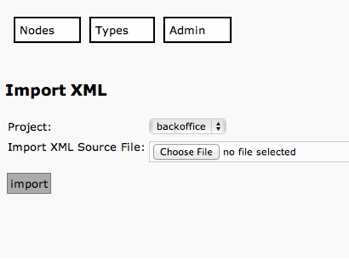 Nodes Types Admin
Import XML
Project: backoffice
Import XML Source File: Choose File no file selected
import